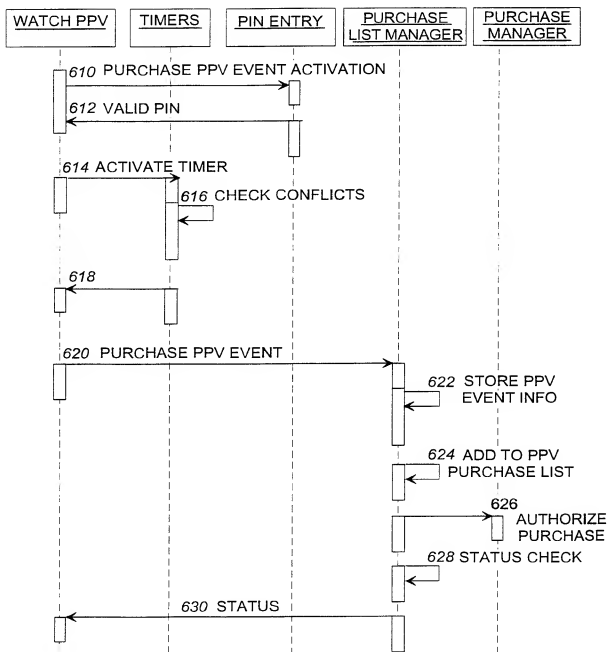 WATCH PPV
TIMERS
PIN ENTRY
PURCHASE
LIST MANAGER
PURCHASE
MANAGER
610 PURCHASE PPV EVENT ACTIVATION
612 VALID PIN
614 ACTIVATE TIMER
616 CHECK CONFLICTS
618
620 PURCHASE PPV EVENT
622 STORE PPV
EVENT INFO
624 ADD TO PPV
PURCHASE LIST
626
AUTHORIZE
PURCHASE
628 STATUS CHECK
630 STATUS